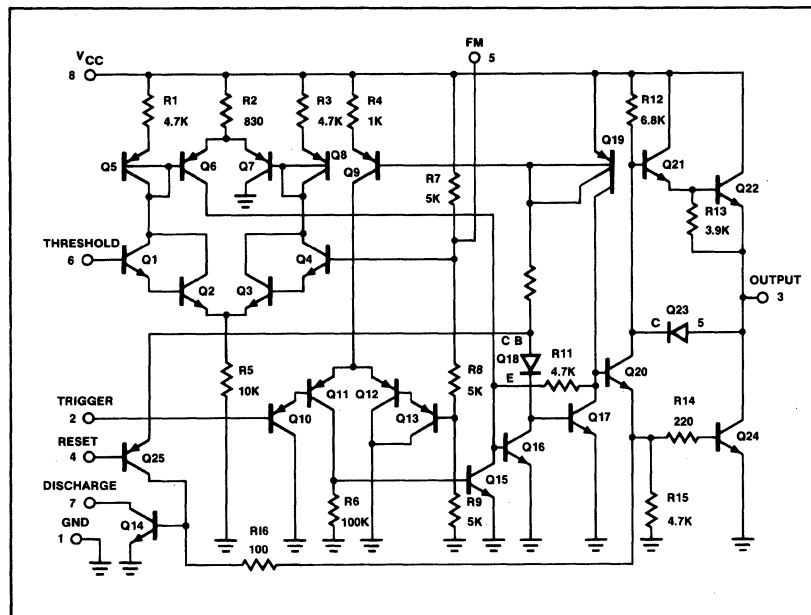 FM
5
VCC
8
R1
4.7K
R2
830
R3
4.7K
R4
1K
R12
6.8K
Q19
Q5
Q6
Q7
Q8
Q9
R7
5K
Q21
Q22
R13
3.9K
THRESHOLD
6
Q1
Q2
Q3
Q4
OUTPUT
3
Q23
C
5
C B
Q18
E
R11
4.7K
R5
10K
R8
5K
Q20
TRIGGER
2
Q10
Q11
Q12
Q13
Q17
R14
220
Q24
RESET
4
Q25
Q16
Q15
DISCHARGE
7
Q14
R6
100K
R9
5K
R15
4.7K
GND
1
R16
100